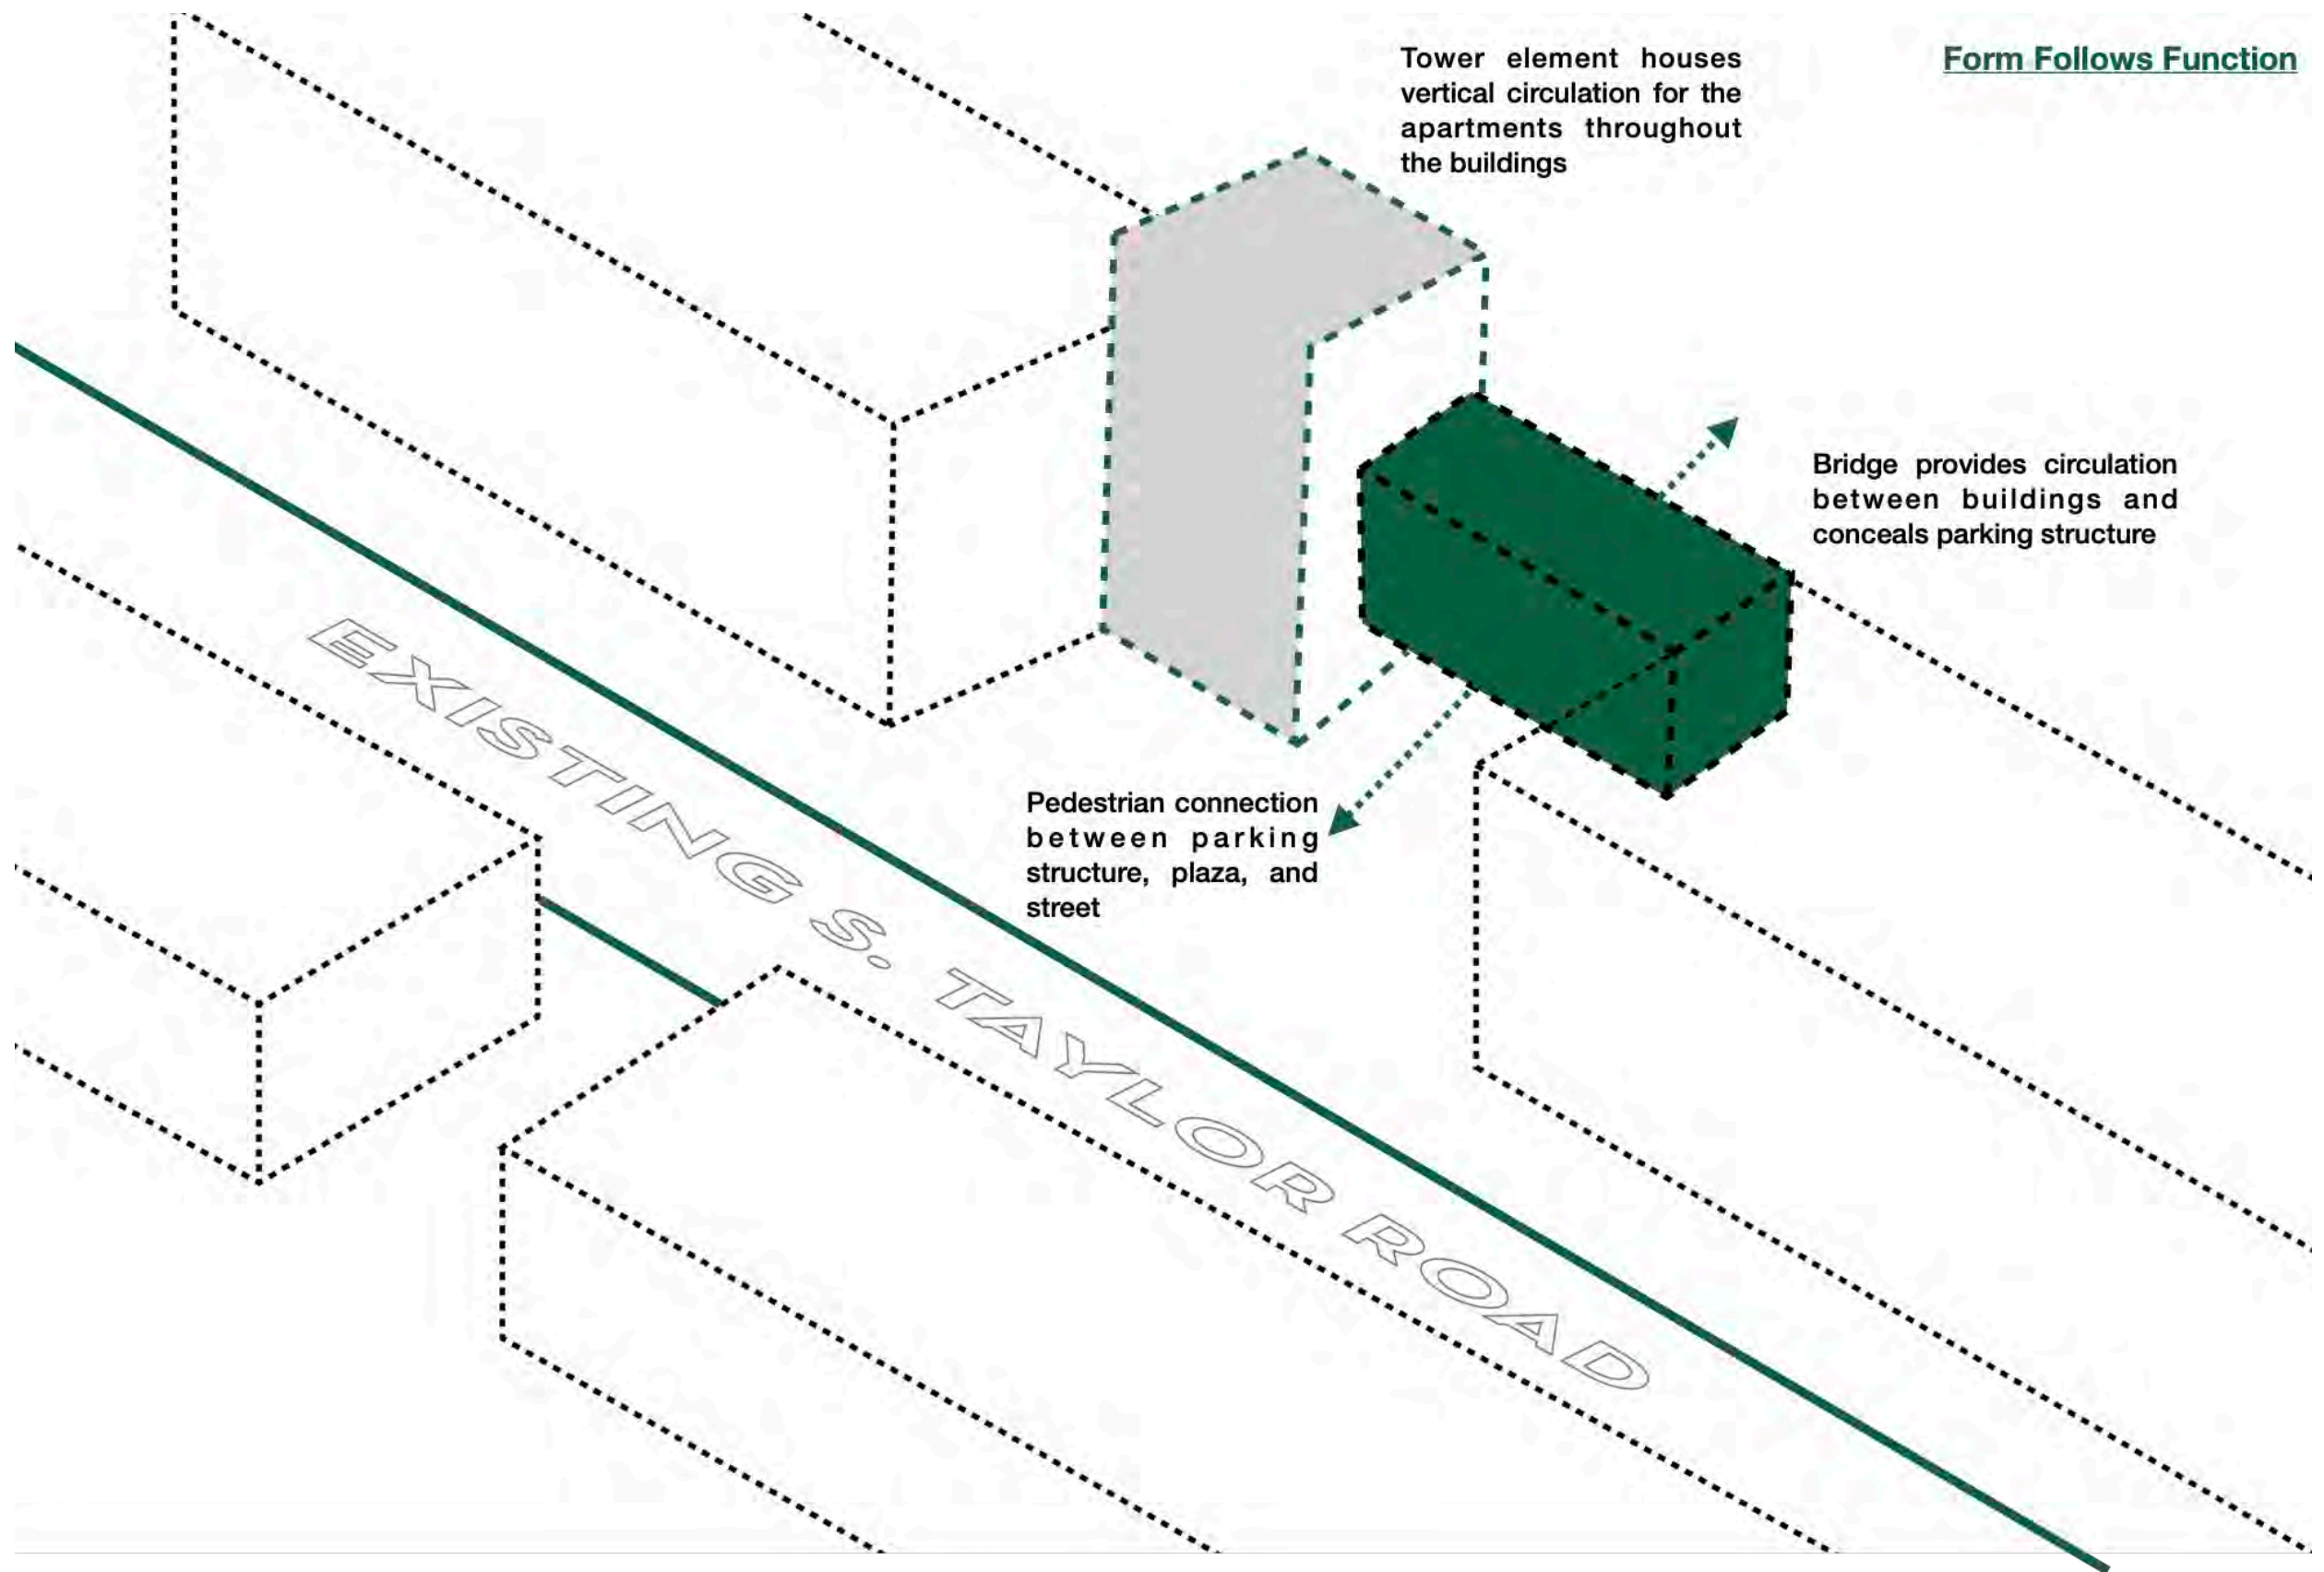 Form Follows Function
Tower element houses
vertical circulation for the
apartments throughout
the buildings
Bridge provides circulation
between buildings and
conceals parking structure
Pedestrian connection
between parking
structure, plaza, and
street
EXISTING S. TAYLOR ROAD